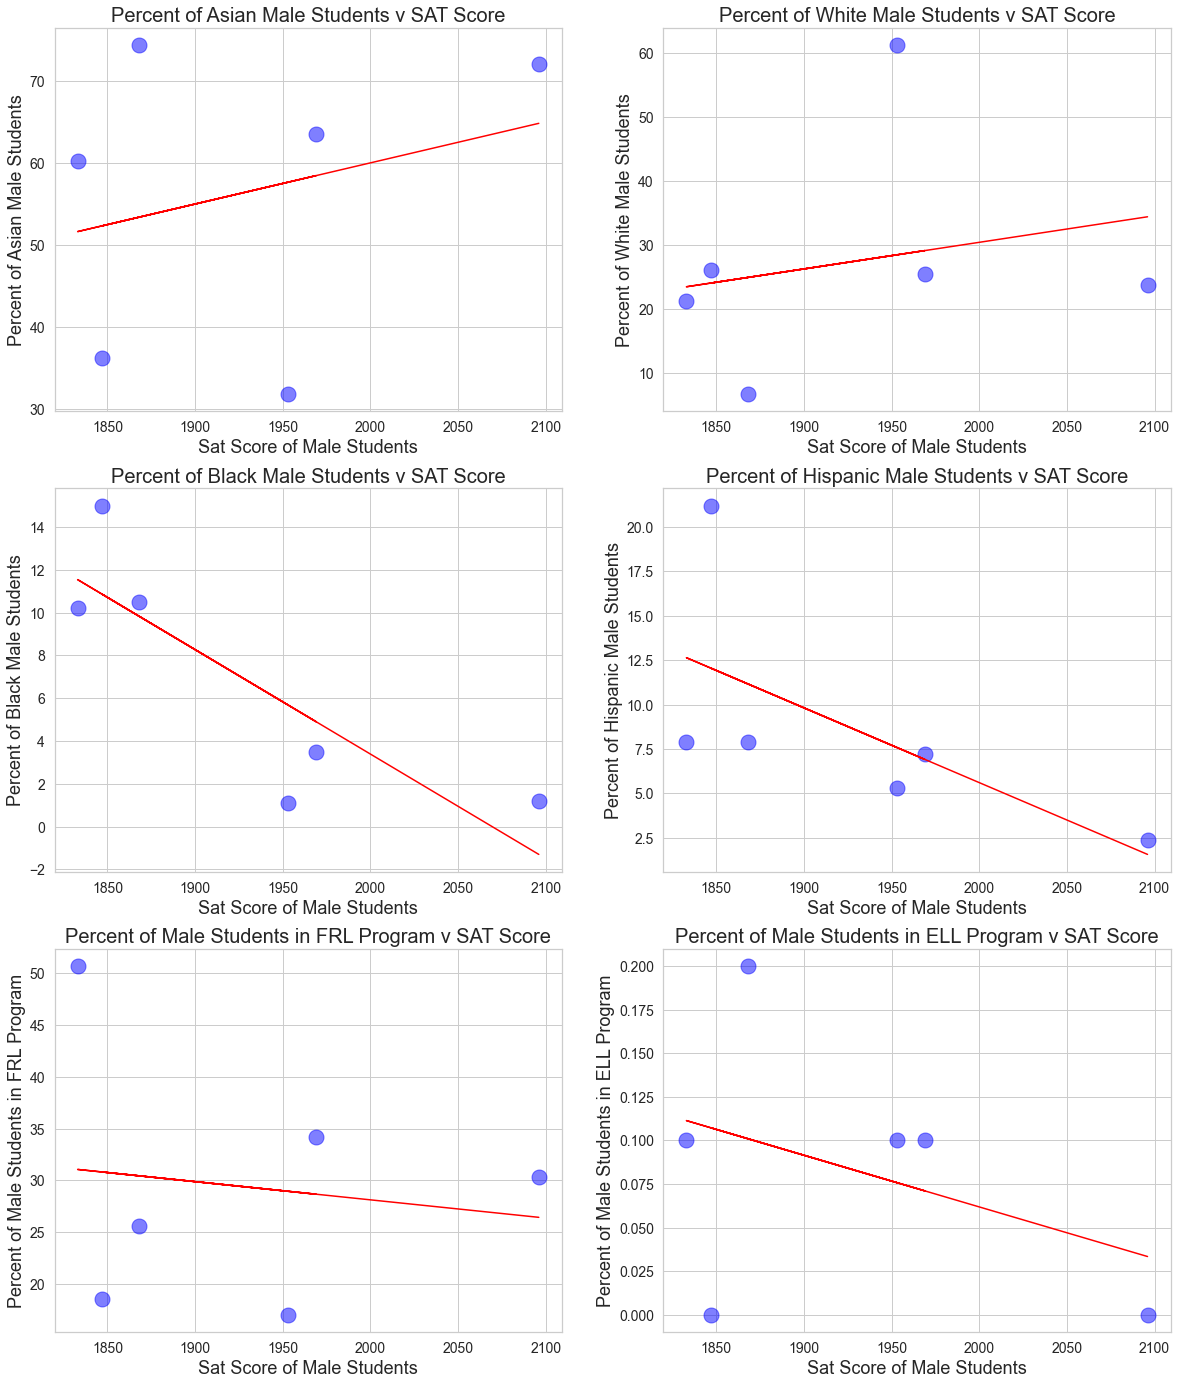 Percent of Asian Male Students v SAT Score
Percent of Asian Male Students
70
60
50
40
30
1850 1900 1950 2000 2050 2100
Sat Score of Male Students
Percent of White Male Students v SAT Score
Percent of White Male Students
60
50
40
30
20
10
1850 1900 1950 2000 2050 2100
Sat Score of Male Students
Percent of Black Male Students v SAT Score
Percent of Black Male Students
14
12
10
8
6
4
2
0
−2
1850 1900 1950 2000 2050 2100
Sat Score of Male Students
Percent of Hispanic Male Students v SAT Score
Percent of Hispanic Male Students
20.0
17.5
15.0
12.5
10.0
7.5
5.0
2.5
1850 1900 1950 2000 2050 2100
Sat Score of Male Students
Percent of Male Students in FRL Program v SAT Score
Percent of Male Students in FRL Program
50
45
40
35
30
25
20
1850 1900 1950 2000 2050 2100
Sat Score of Male Students
Percent of Male Students in ELL Program v SAT Score
Percent of Male Students in ELL Program
0.200
0.175
0.150
0.125
0.100
0.075
0.050
0.025
0.000
1850 1900 1950 2000 2050 2100
Sat Score of Male Students